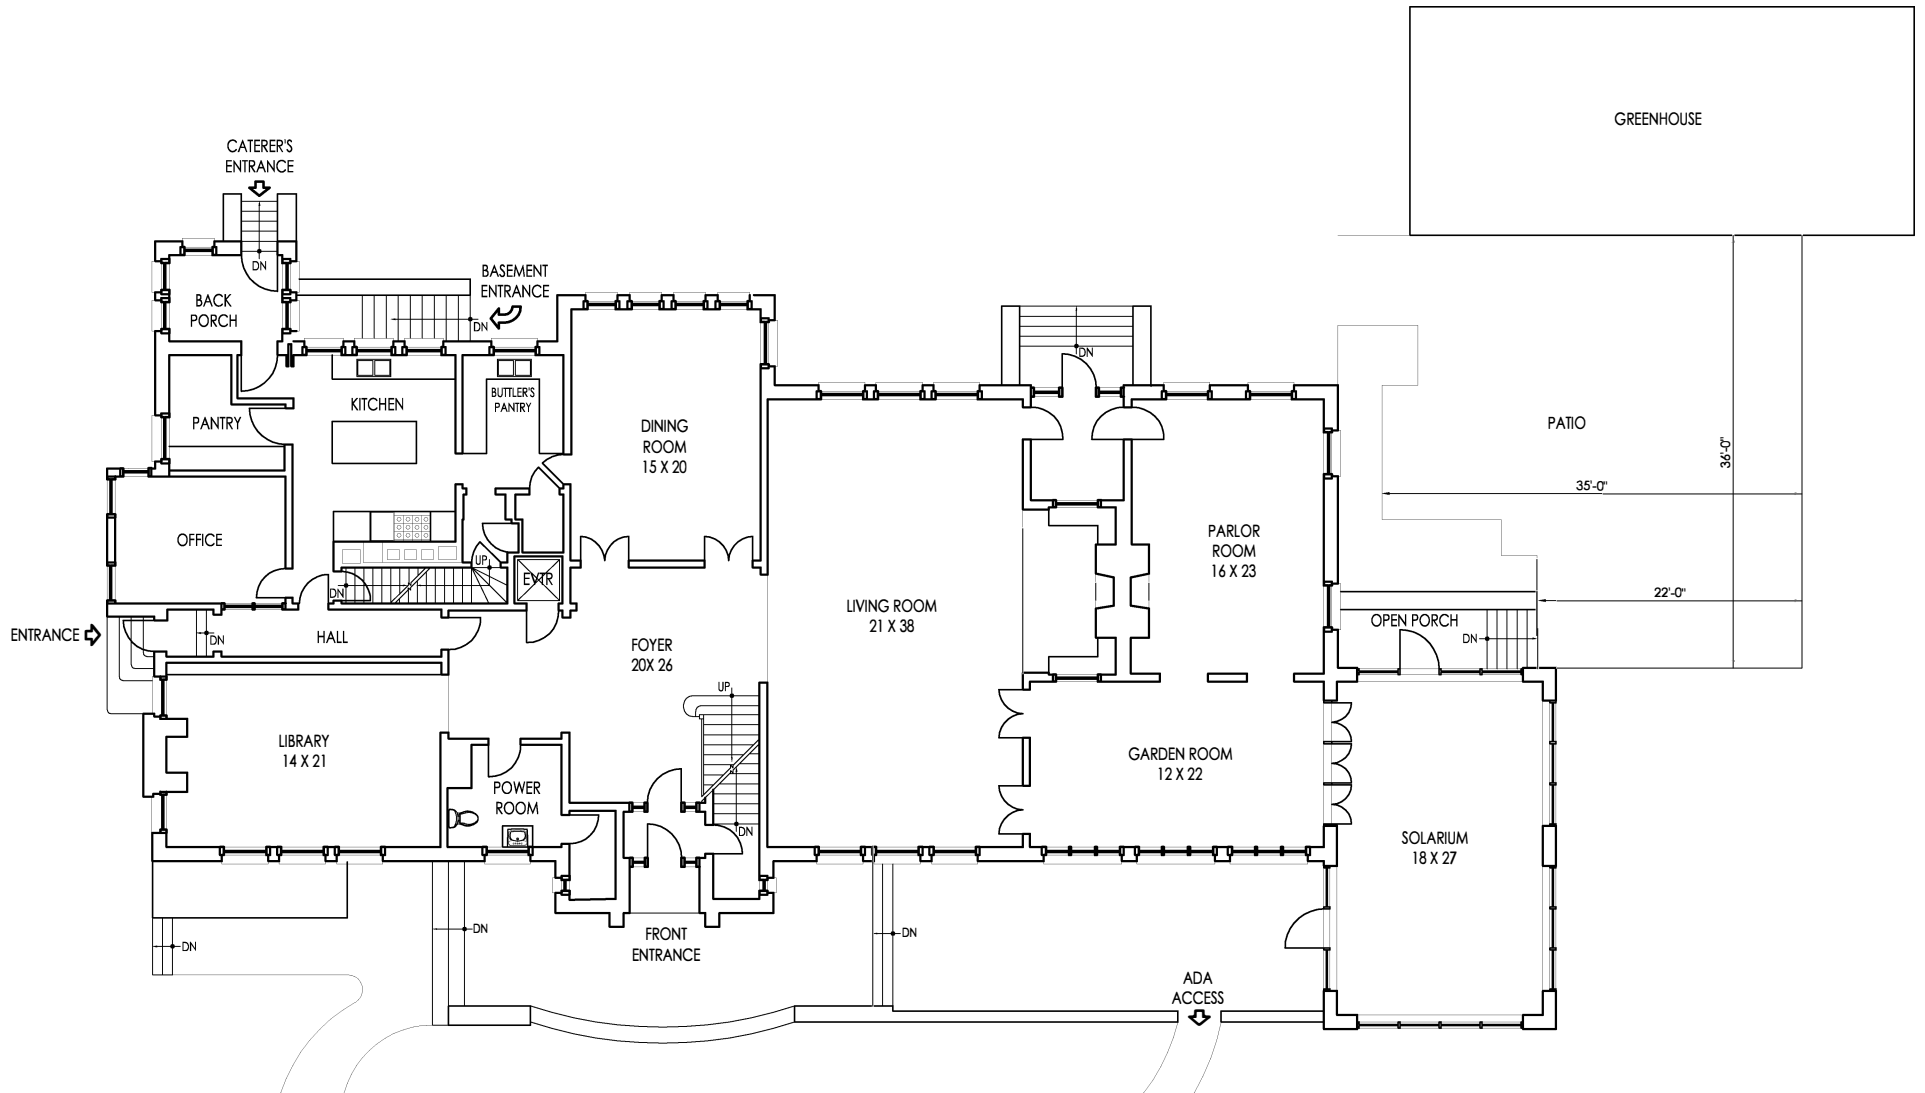 GREENHOUSE
CATERER'S
ENTRANCE
DN
BACK
PORCH
BASEMENT
ENTRANCE
DN
DN
KITCHEN
BUTTLER'S
PANTRY
PANTRY
DINING
ROOM
15 X 20
PATIO
36'-0"
35'-0"
OFFICE
PARLOR
ROOM
16 X 23
UP
EVTR
DN
22'-0"
LIVING ROOM
21 X 38
OPEN PORCH
DN
ENTRANCE
DN
HALL
FOYER
20X 26
UP
LIBRARY
14 X 21
GARDEN ROOM
12 X 22
POWER
ROOM
DN
SOLARIUM
18 X 27
DN
DN
DN
FRONT
ENTRANCE
ADA
ACCESS